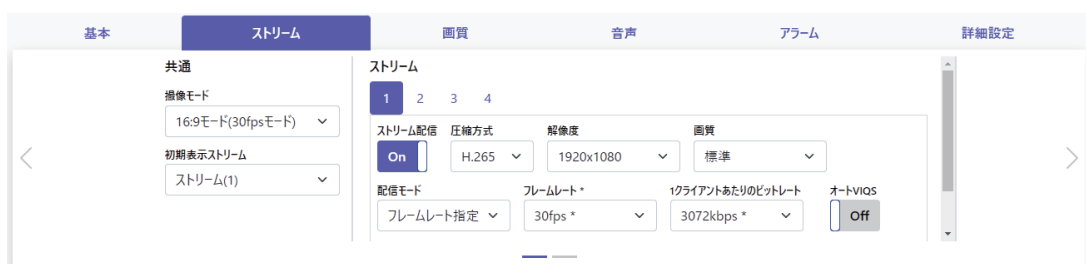 基本 ストリーム 画質 音声 アラーム 詳細設定
共通
撮像モード
16:9モード(30fpsモード)
初期表示ストリーム
ストリーム(1)
ストリーム
1 2 3 4
ストリーム配信 圧縮方式 解像度 画質
On H.265 1920x1080 標準
配信モード フレームレート * 1クライアントあたりのビットレート オートVIQS
フレームレート指定 30fps * 3072kbps * Off